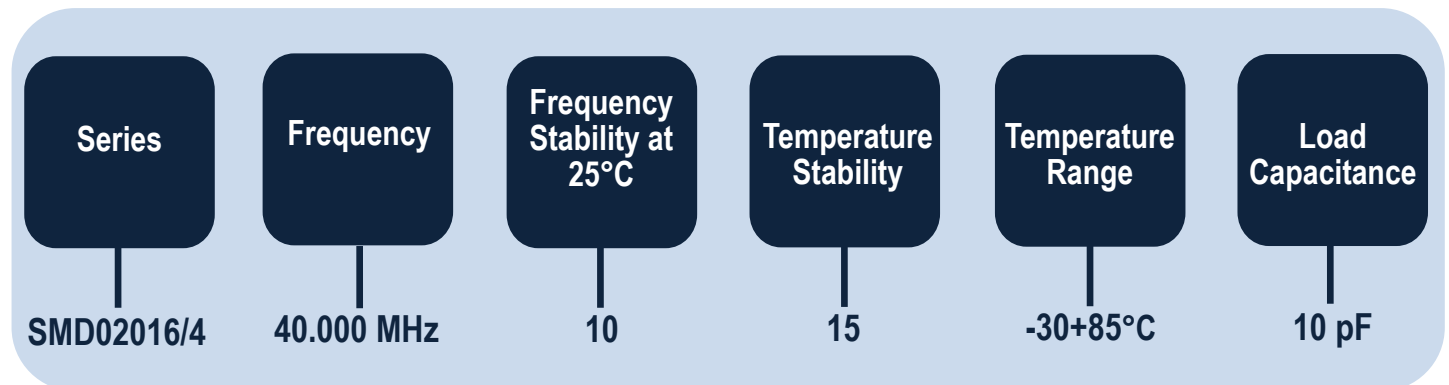 Series
Frequency
Frequency
Stability at
25°C
Temperature
Stability
Temperature
Range
Load
Capacitance
SMD02016/4
40.000 MHz
10
15
-30+85°C
10 pF